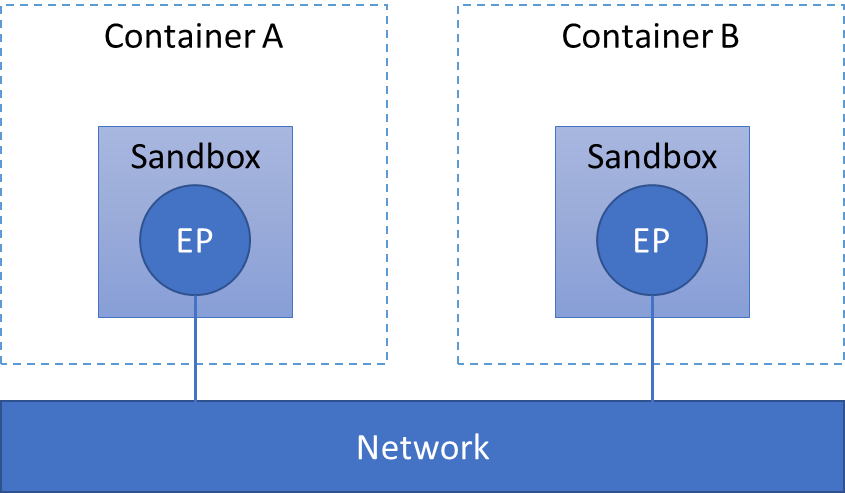 Container A
Container B
Sandbox
Sandbox
EP
EP
Network